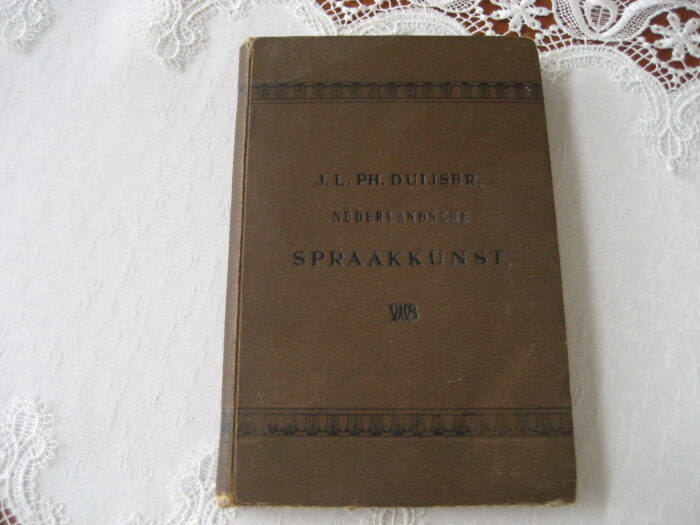 J. L. PH. DUIJSER,
NEDERLANDSCHE
SPRAAKKUNST.